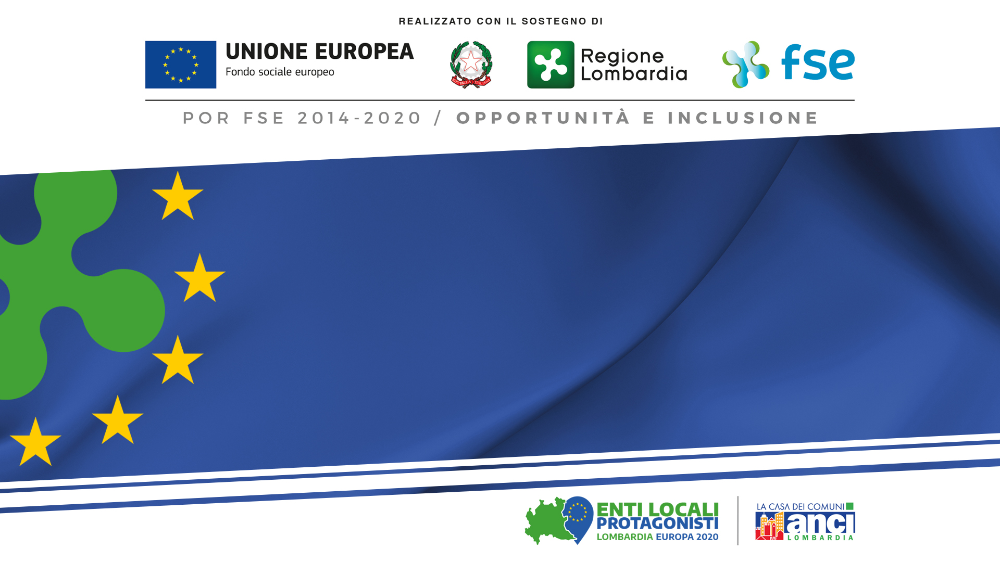 REALIZZATO CON IL SOSTEGNO DI
UNIONE EUROPEA
Fondo sociale europeo
REPVBBLICA ITALIANA
Regione
Lombardia
fse
POR FSE 2014-2020 / OPPORTUNITÀ E INCLUSIONE
ENTI LOCALI
PROTAGONISTI
LOMBARDIA EUROPA 2020
LA CASA DEI COMUNI
anci
LOMBARDIA